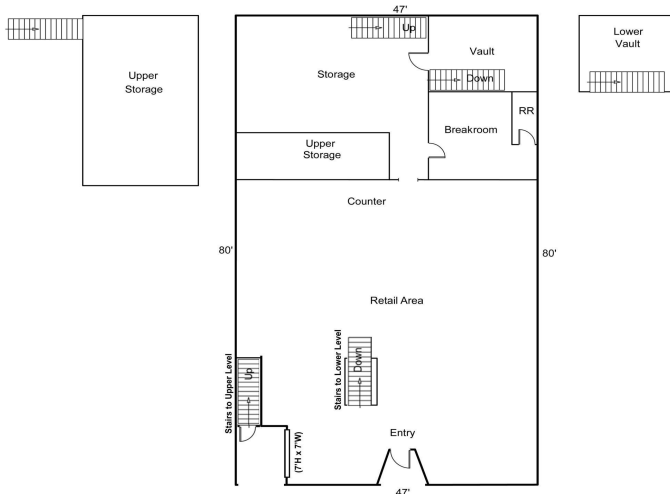 47'
Up
Vault
Lower
Vault
Upper
Storage
Storage
Down
RR
Breakroom
Upper
Storage
Counter
80'
80'
Retail Area
Stairs to Upper Level
Up
Stairs to Lower Level
Down
Entry
(7'H x 7'W)
47'